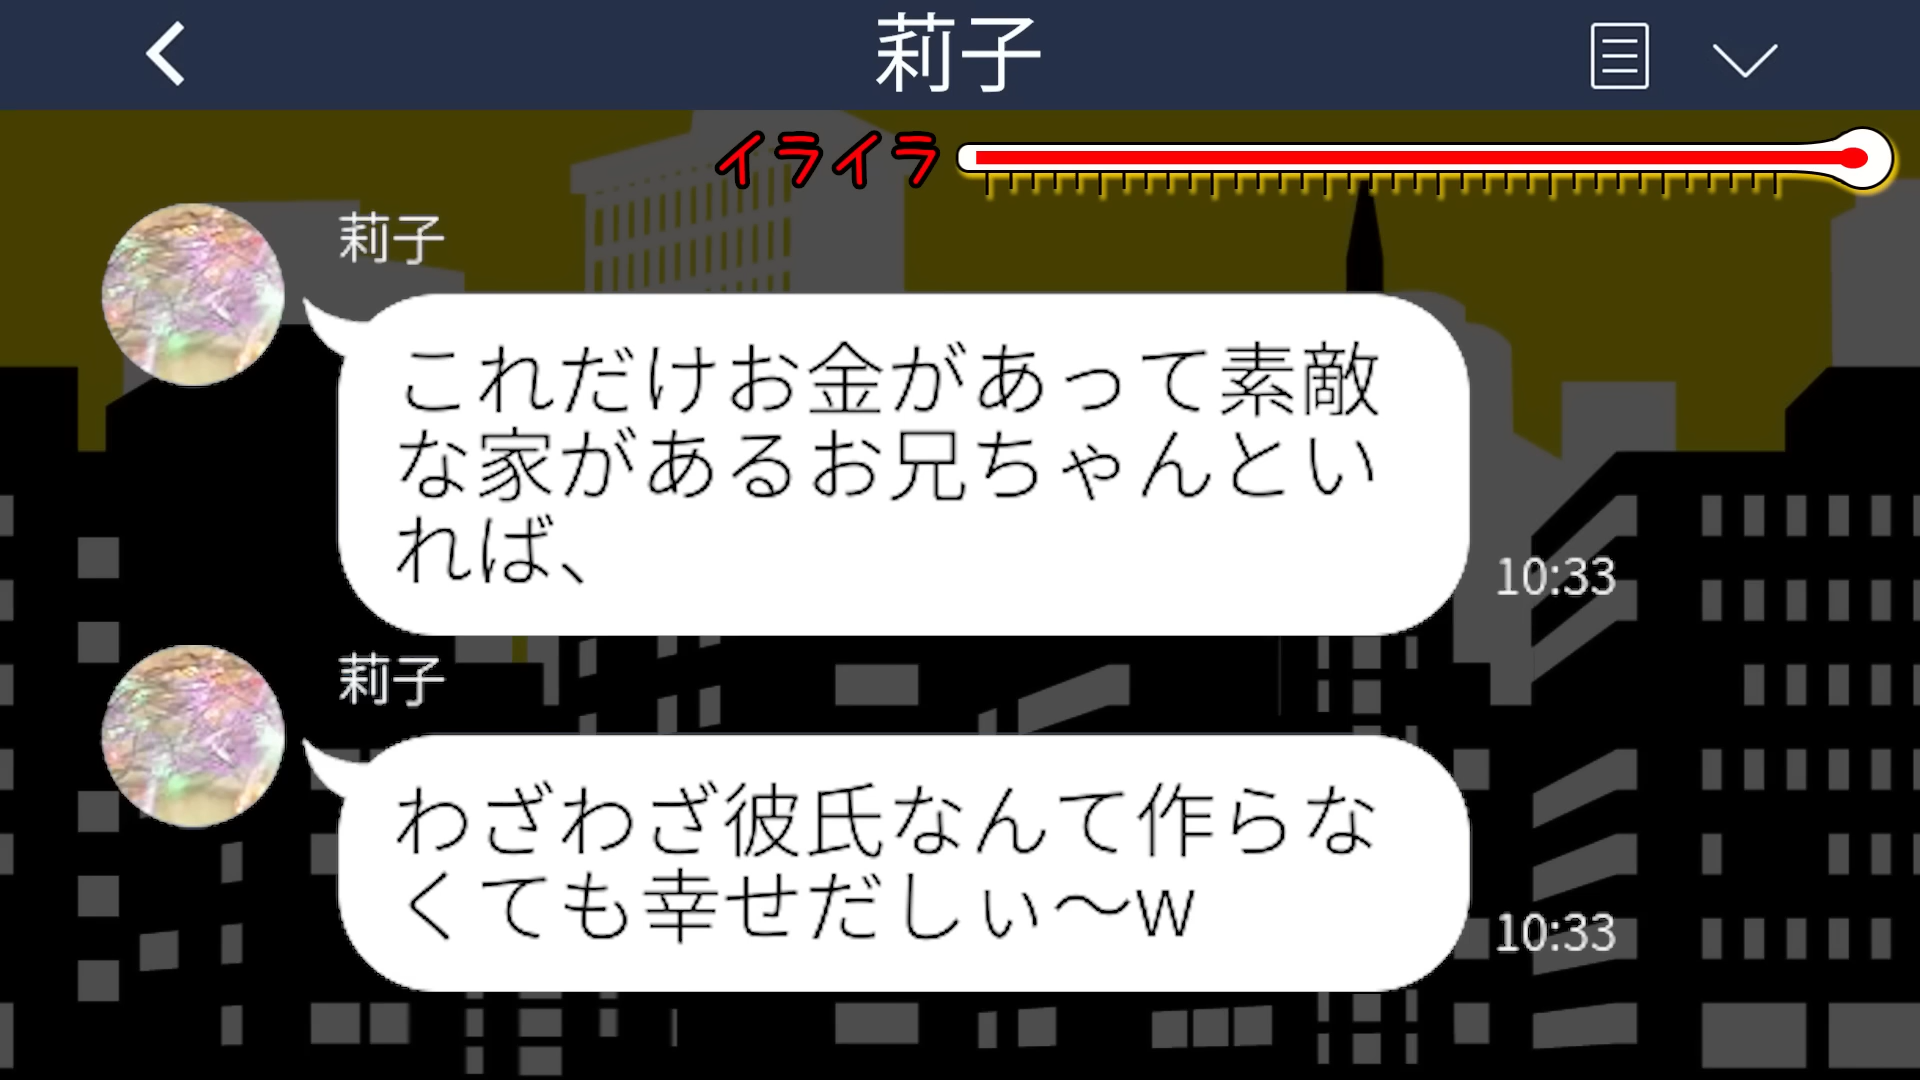 莉子
イライラ
莉子
これだけお金があって素敵
な家があるお兄ちゃんとい
れば、
10:33
莉子
わざわざ彼氏なんて作らな
くても幸せだしぃ〜w
10:33